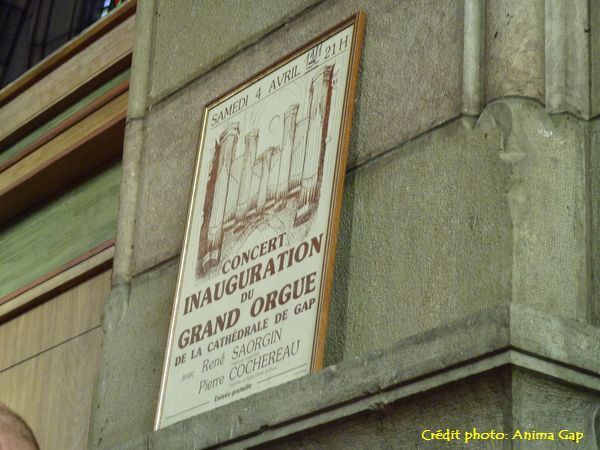 SAMEDI 4 AVRIL 21H
CONCERT
INAUGURATION
DU
GRAND ORGUE
DE LA CATHÉDRALE DE GAP
avec René SAORGIN
Pierre COCHEREAU
Entrée gratuite
Crédit photo: Anima Gap